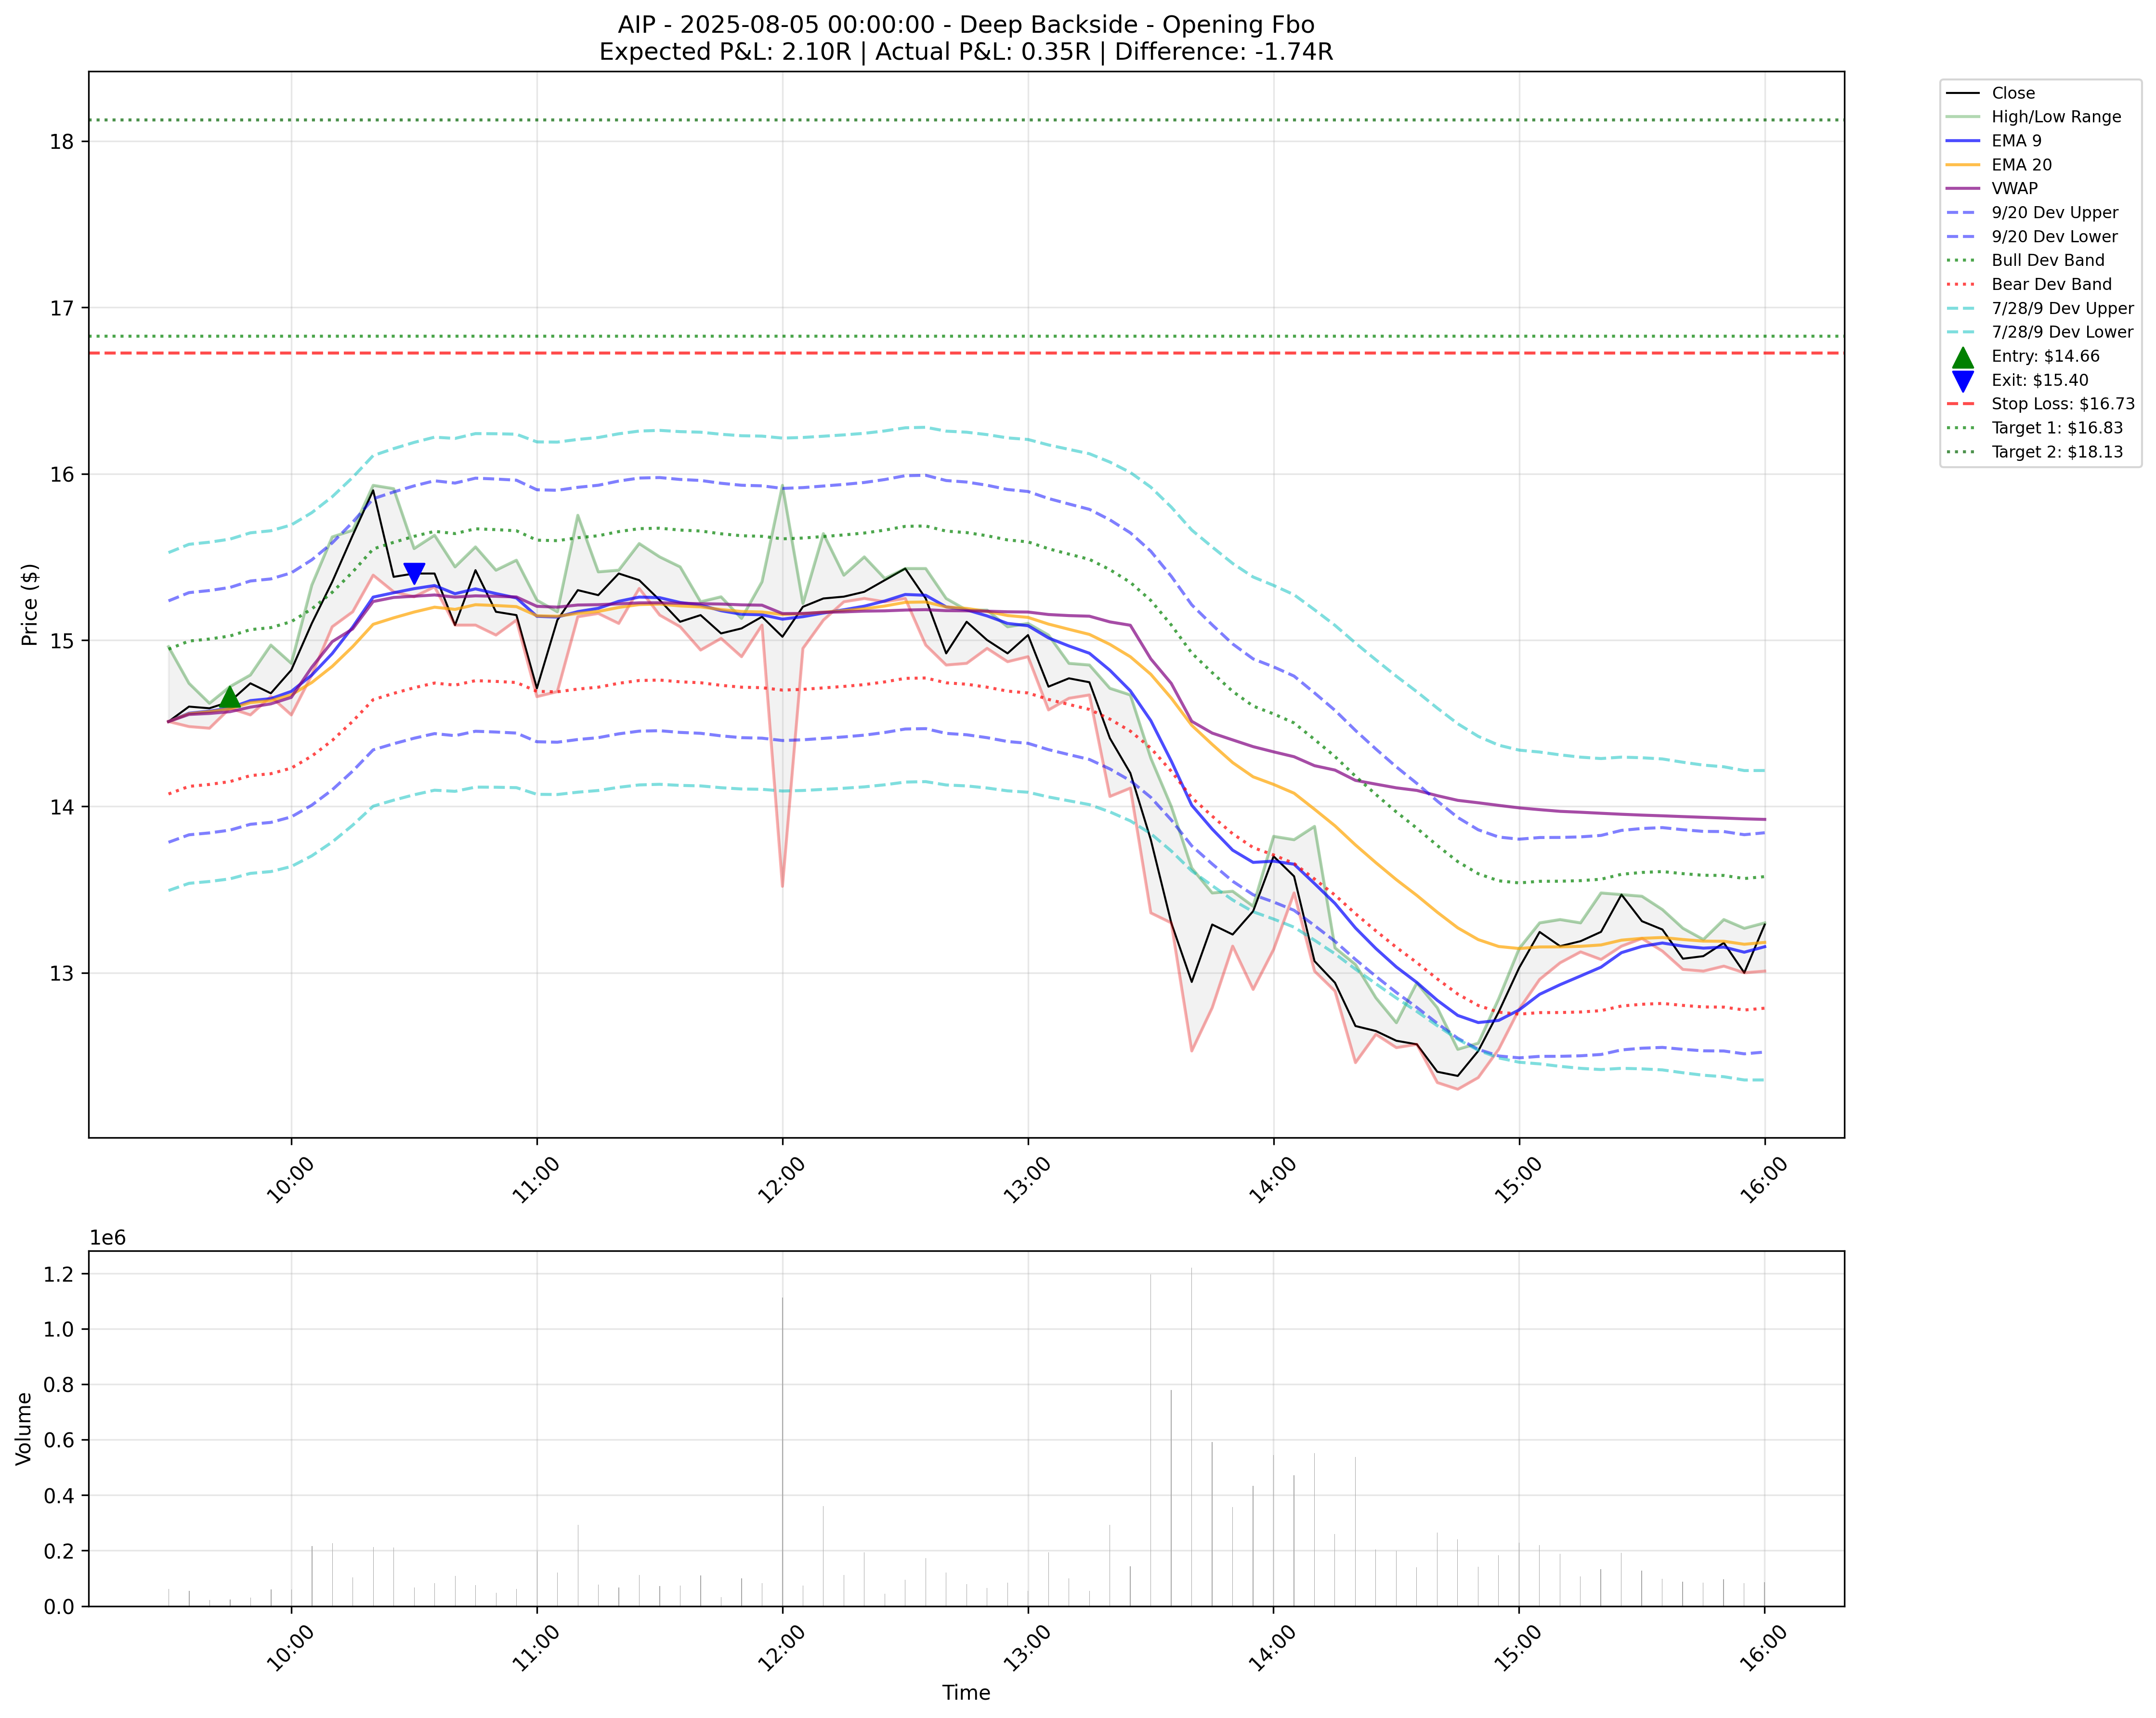 AIP - 2025-08-05 00:00:00 - Deep Backside - Opening Fbo
Expected P&L: 2.10R | Actual P&L: 0.35R | Difference: -1.74R
Price ($)
18
17
16
15
14
13
10:00
11:00
12:00
13:00
14:00
15:00
16:00
Close
High/Low Range
EMA 9
EMA 20
VWAP
9/20 Dev Upper
9/20 Dev Lower
Bull Dev Band
Bear Dev Band
7/28/9 Dev Upper
7/28/9 Dev Lower
Entry: $14.66
Exit: $15.40
Stop Loss: $16.73
Target 1: $16.83
Target 2: $18.13
1e6
Volume
1.2
1.0
0.8
0.6
0.4
0.2
0.0
10:00
11:00
12:00
13:00
14:00
15:00
16:00
Time